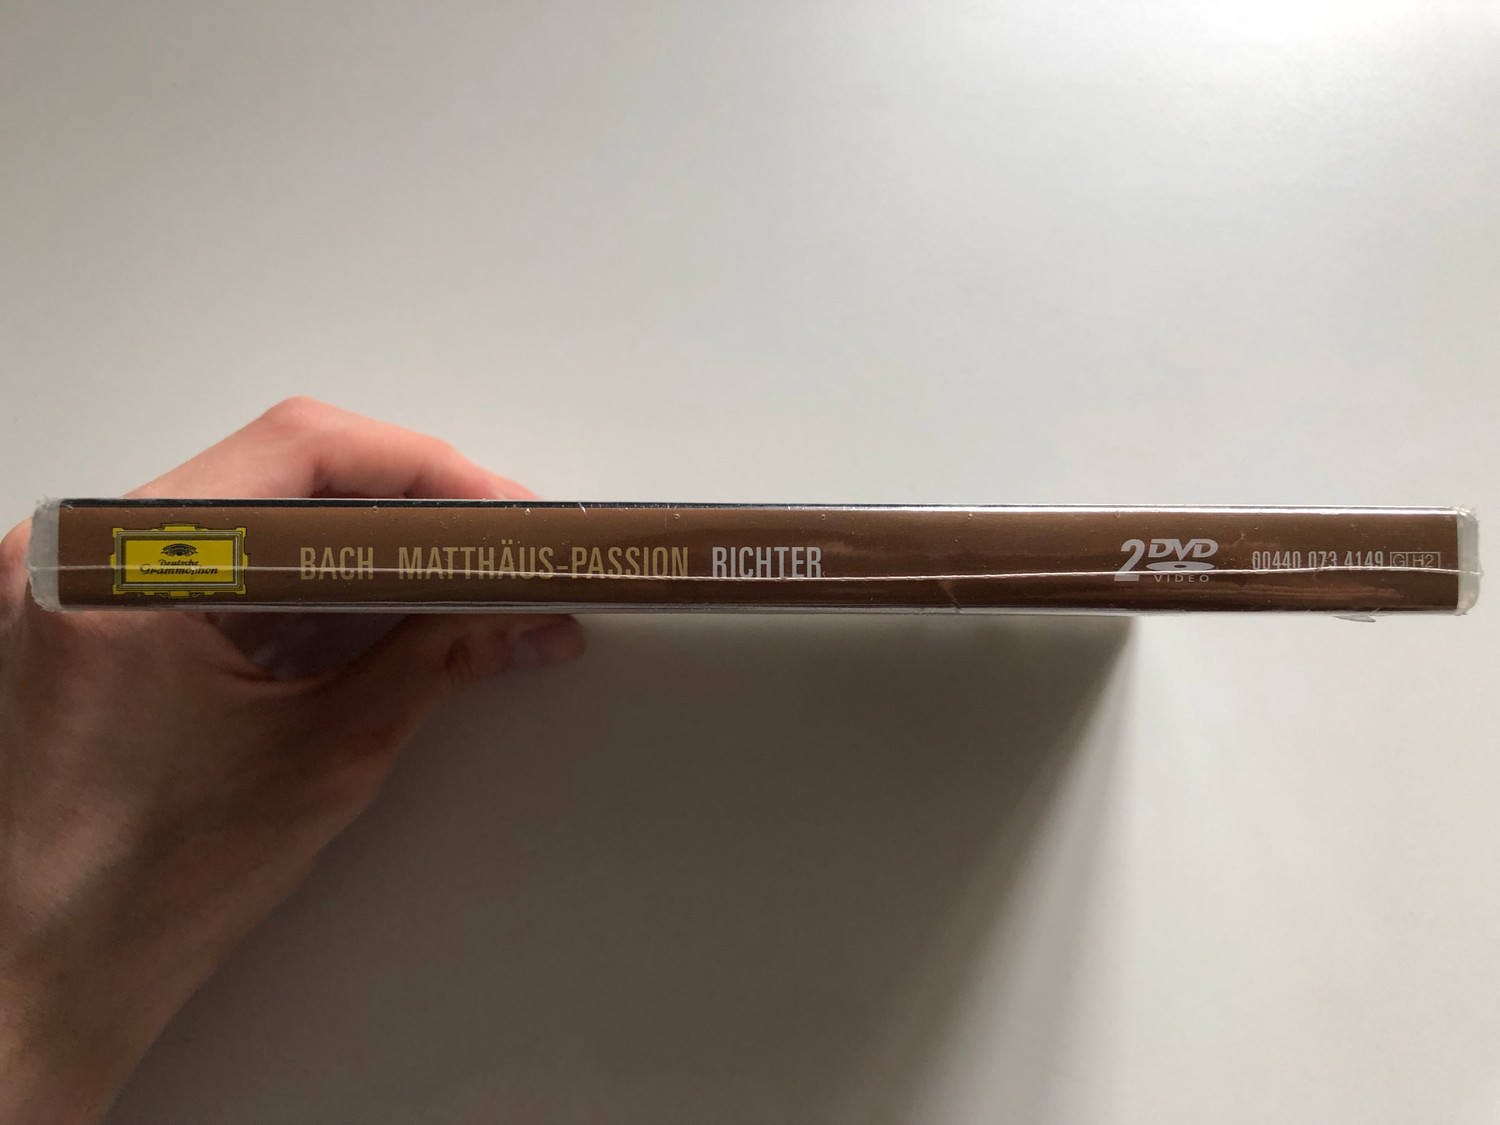 Deutsche
Grammophon
BACH MATTHÄUS-PASSION RICHTER
2 DVD
VIDEO
00440 073 4149 GH2